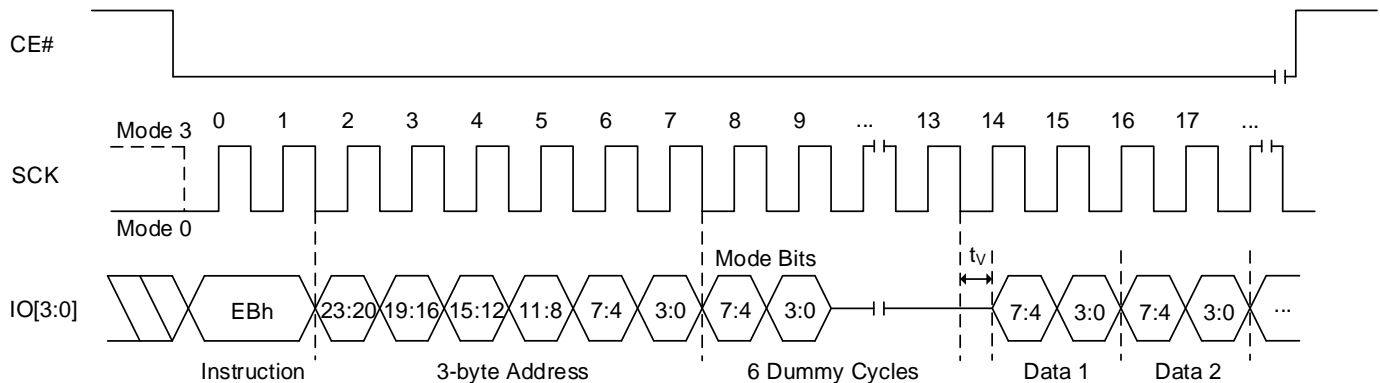 CE#
0 1 2 3 4 5 6 7 8 9 ... 13 14 15 16 17 ...
Mode 3
SCK
Mode 0
Mode Bits
tV
IO[3:0]
EBh 23:20 19:16 15:12 11:8 7:4 3:0 7:4 3:0 7:4 3:0 7:4 3:0 ...
Instruction 3-byte Address 6 Dummy Cycles Data 1 Data 2